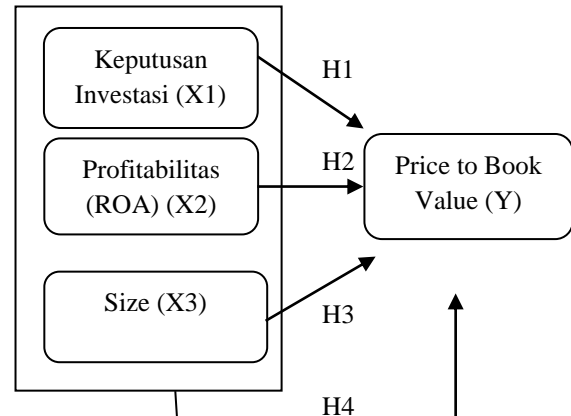 Keputusan
Investasi (X1)
H1
Profitabilitas
(ROA) (X2)
H2
Price to Book
Value (Y)
Size (X3)
H3
H4